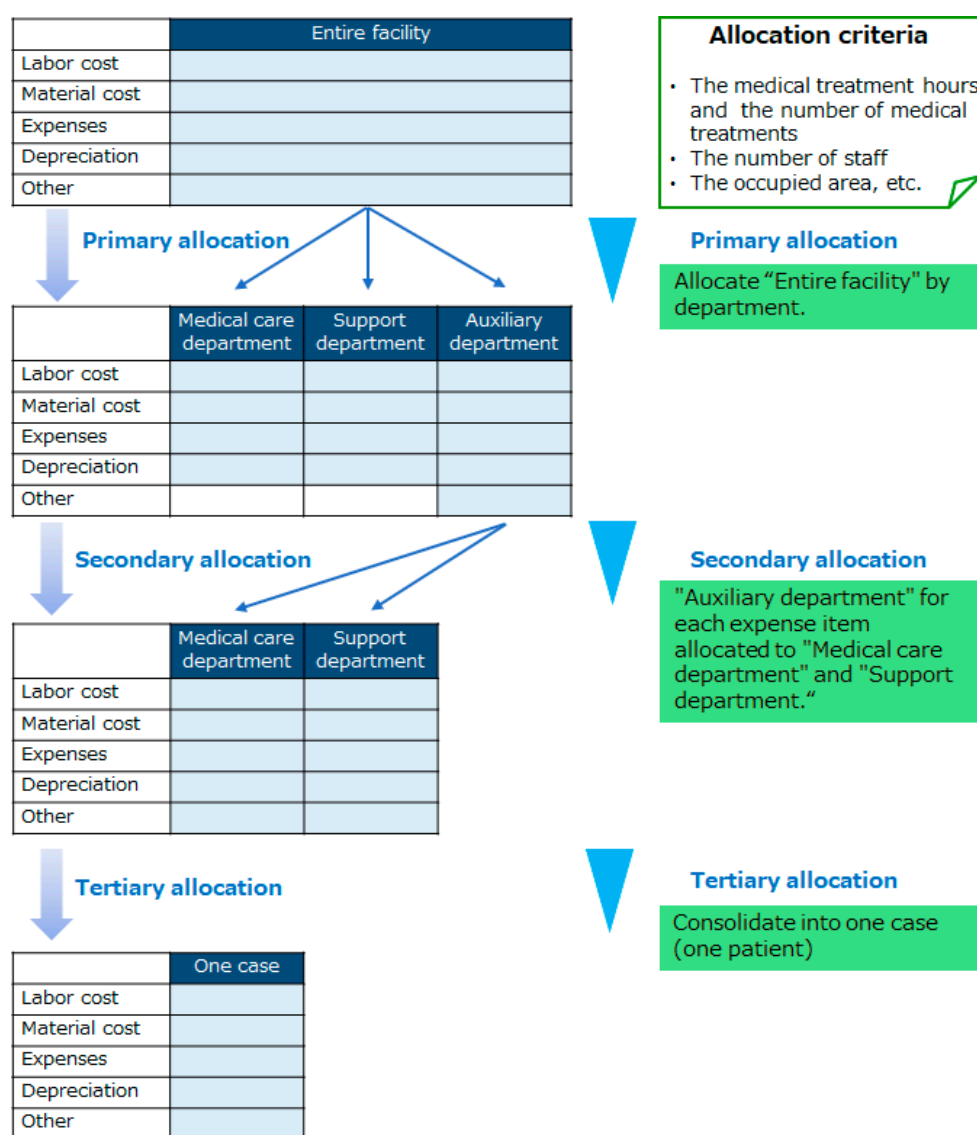 Entire facility
Labor cost
Material cost
Expenses
Depreciation
Other
Allocation criteria
・ The medical treatment hours
and the number of medical
treatments
・ The number of staff
・ The occupied area, etc.
Primary allocation
Primary allocation
Allocate “Entire facility" by
department.
Medical care
department
Support
department
Auxiliary
department
Labor cost
Material cost
Expenses
Depreciation
Other
Secondary allocation
Secondary allocation
"Auxiliary department" for
each expense item
allocated to "Medical care
department" and "Support
department.“
Medical care
department
Support
department
Labor cost
Material cost
Expenses
Depreciation
Other
Tertiary allocation
Tertiary allocation
Consolidate into one case
(one patient)
One case
Labor cost
Material cost
Expenses
Depreciation
Other